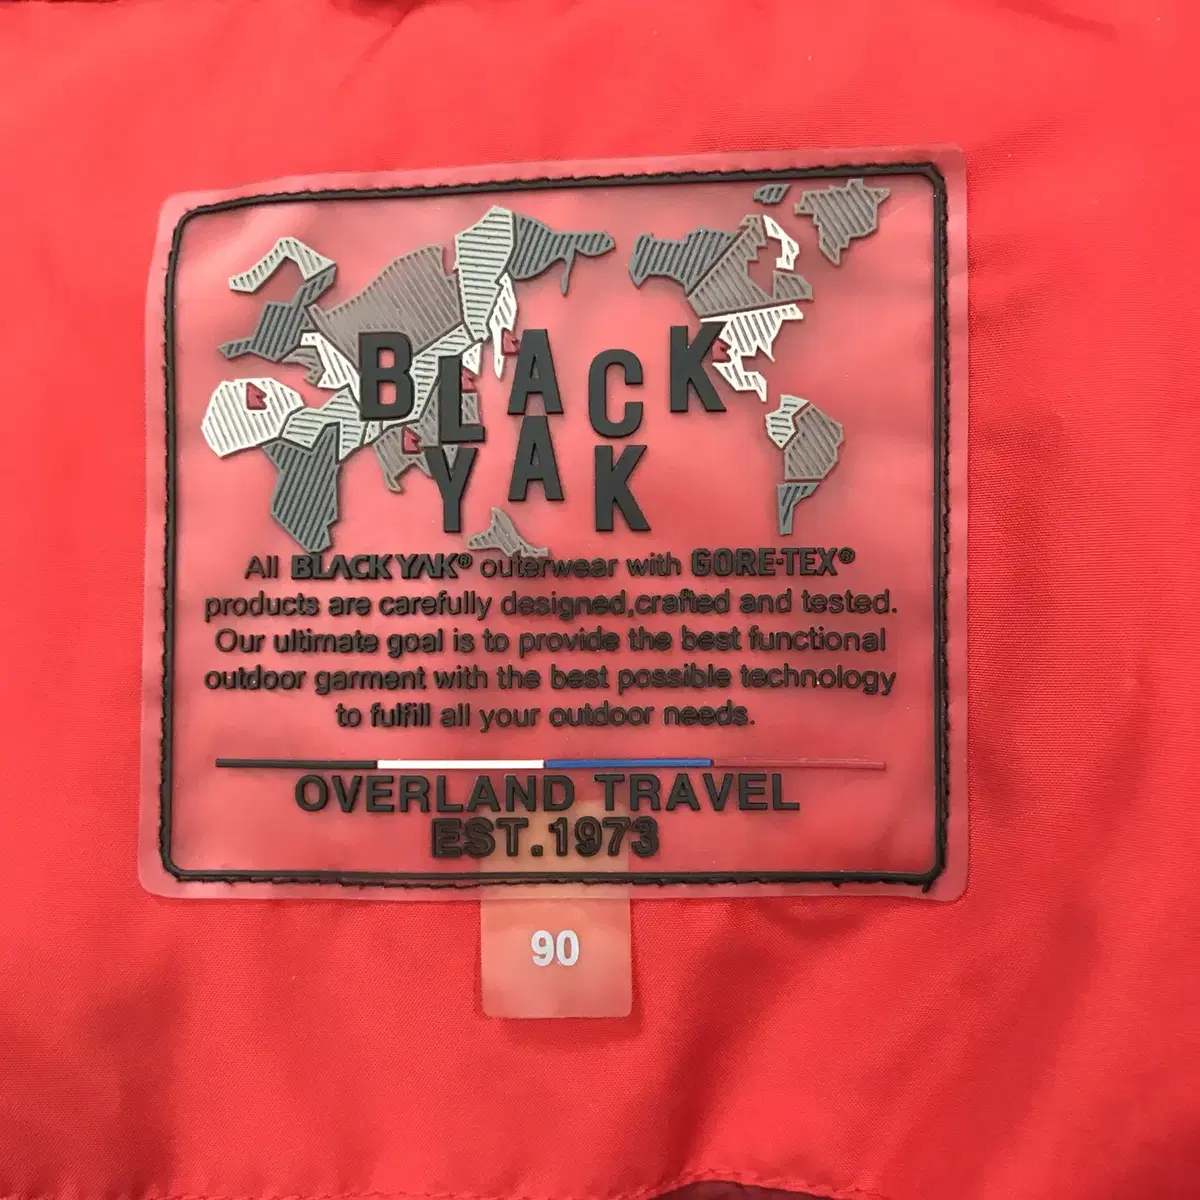 BLACK
YAK
All BLACK YAK® outerwear with GORE-TEX®
products are carefully designed,crafted and tested.
Our ultimate goal is to provide the best functional
outdoor garment with the best possible technology
to fulfill all your outdoor needs.
OVERLAND TRAVEL
EST.1973
90